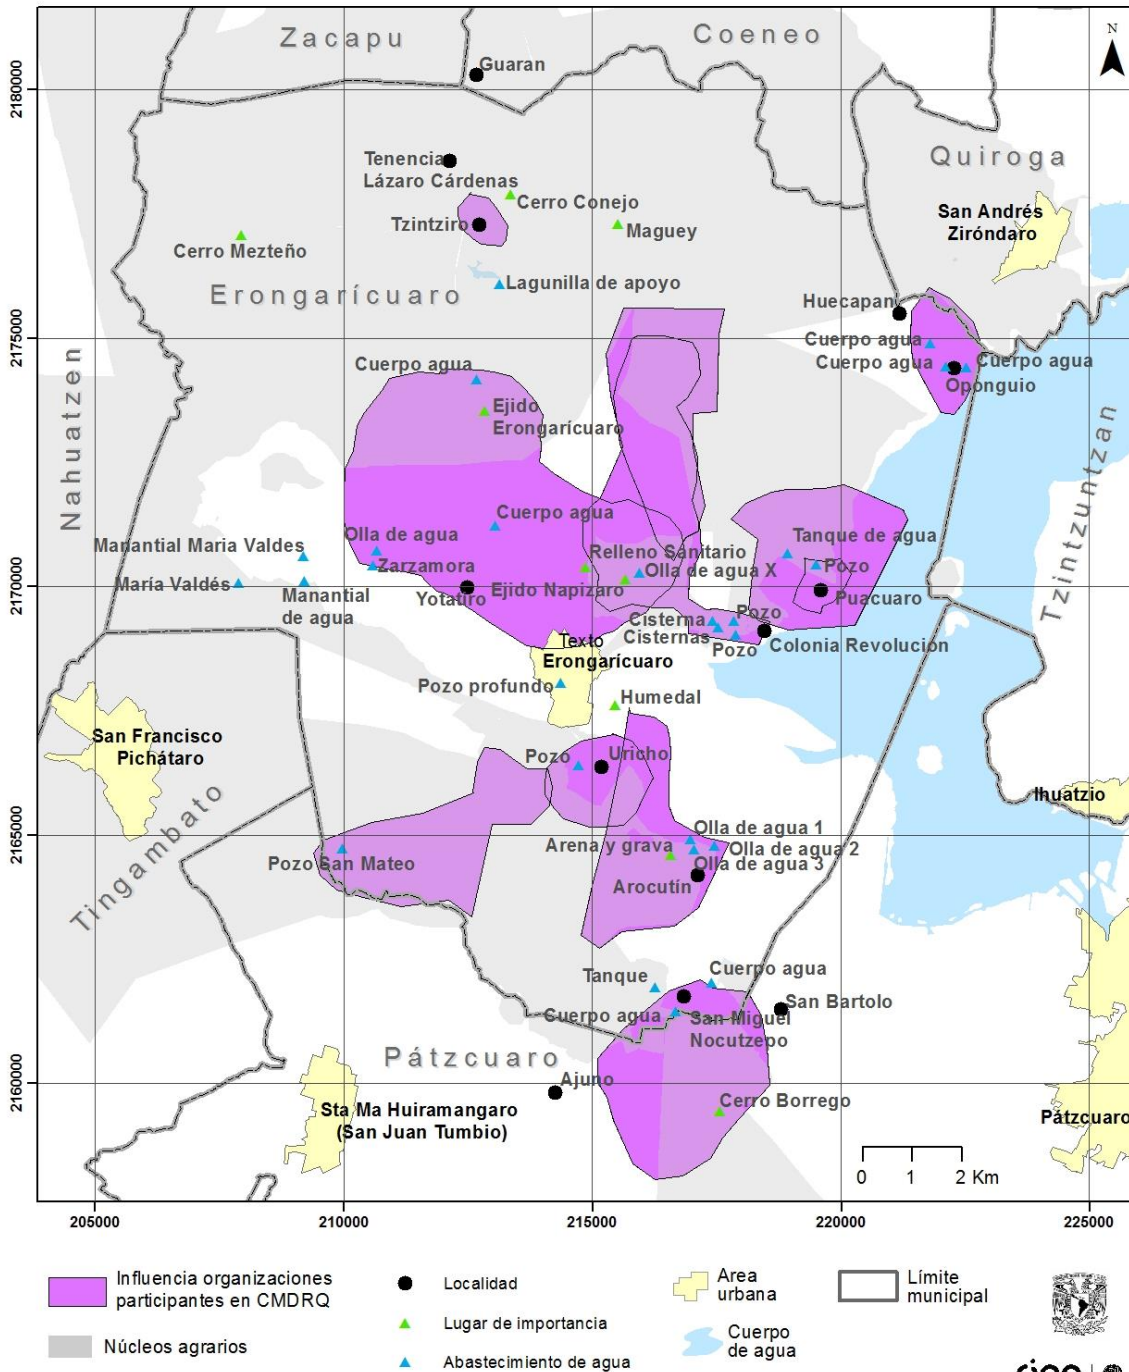 Zacapu
Coeneo
N
Guaran
2180000
Quiroga
Tenencia
Lázaro Cárdenas
Cerro Conejo
San Andrés
Ziróndaro
Tzintziro
Maguey
Cerro Mezteño
Lagunilla de apoyo
Erongarícuaro
Huecapan
2175000
Cuerpo agua
Cuerpo agua
Cuerpo agua
Cuerpo agua
Oponguio
Ejido
Erongarícuaro
Nahuatzen
Tzintzuntzan
Cuerpo agua
Olla de agua
Tanque de agua
Manantial Maria Valdes
Relleno Sanitario
Zarzamora
Olla de agua X
Pozo
2170000
María Valdés
Manantial
de agua
Yotatiro
Ejido Napízaro
Puacuaro
Cisterna
Pozo
Cisternas
Pozo
Colonia Revolución
Texto
Erongarícuaro
Pozo profundo
Humedal
San Francisco
Pichátaro
Pozo
Uricho
Ihuatzio
Tingambato
2165000
Olla de agua 1
Arena y grava
Olla de agua 2
Olla de agua 3
Pozo San Mateo
Arocutín
Tanque
Cuerpo agua
San Bartolo
Cuerpo agua
San Miguel
Nocutzepo
Pátzcuaro
2160000
Ajuno
Cerro Borrego
Sta Ma Huiramangaro
(San Juan Tumbio)
Pátzcuaro
0 1 2 Km
205000 210000 215000 220000 225000
Influencia organizaciones
participantes en CMDRQ
Núcleos agrarios
Localidad
Lugar de importancia
Abastecimiento de agua
Area
urbana
Cuerpo
de agua
Límite
municipal